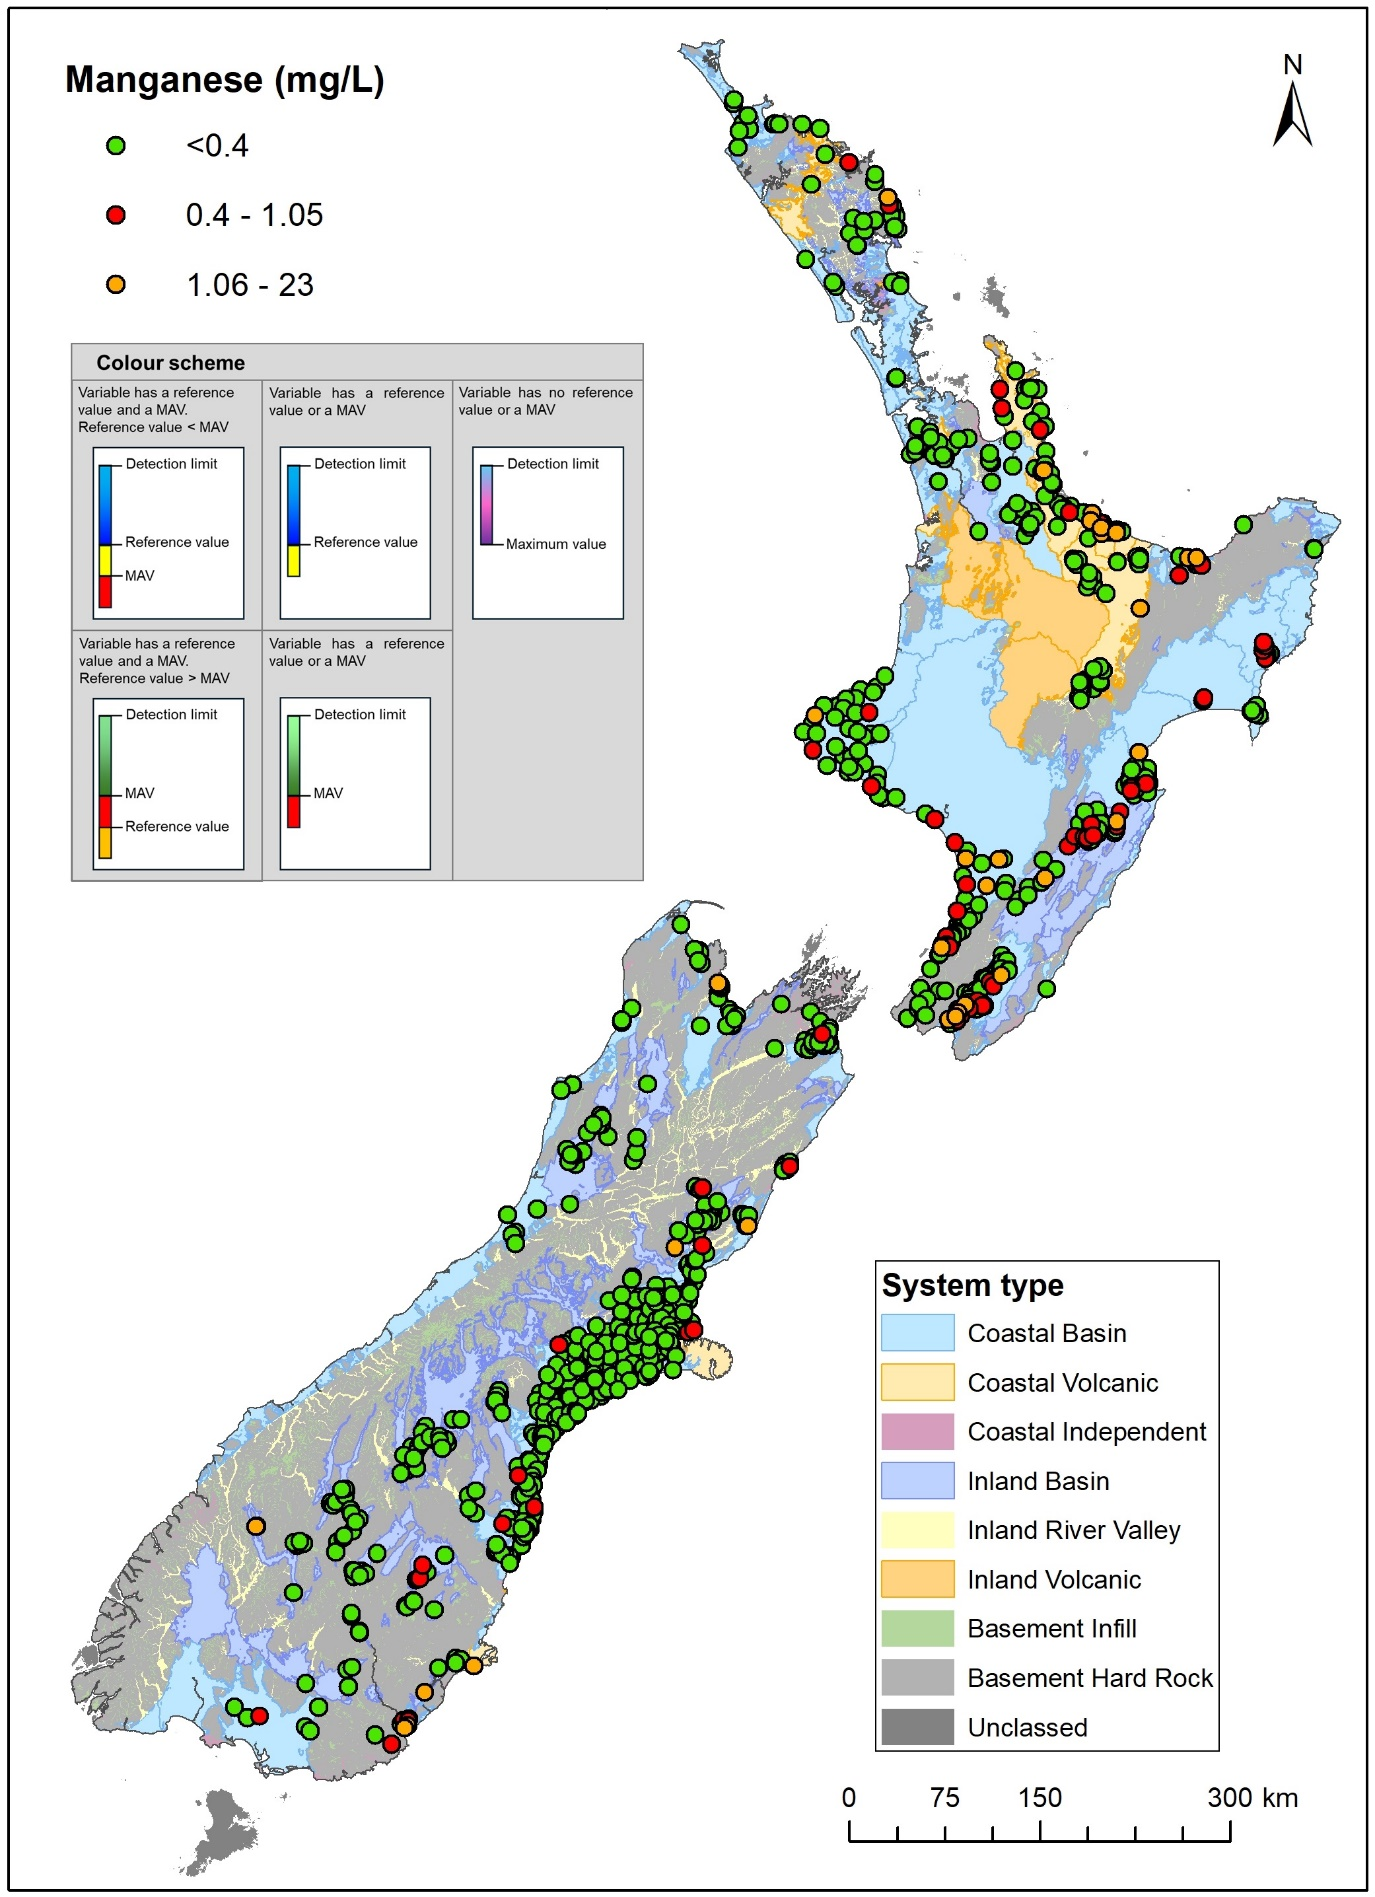 Manganese (mg/L)
<0.4
0.4 - 1.05
1.06 - 23
N
Colour scheme
Variable has a reference
value and a MAV.
Reference value < MAV
Detection limit
Reference value
MAV
Variable has a reference
value or a MAV
Detection limit
Reference value
Variable has no reference
value or a MAV
Detection limit
Maximum value
Variable has a reference
value and a MAV.
Reference value > MAV
Detection limit
MAV
Reference value
Variable has a reference
value or a MAV
Detection limit
MAV
System type
Coastal Basin
Coastal Volcanic
Coastal Independent
Inland Basin
Inland River Valley
Inland Volcanic
Basement Infill
Basement Hard Rock
Unclassed
0 75 150 300 km